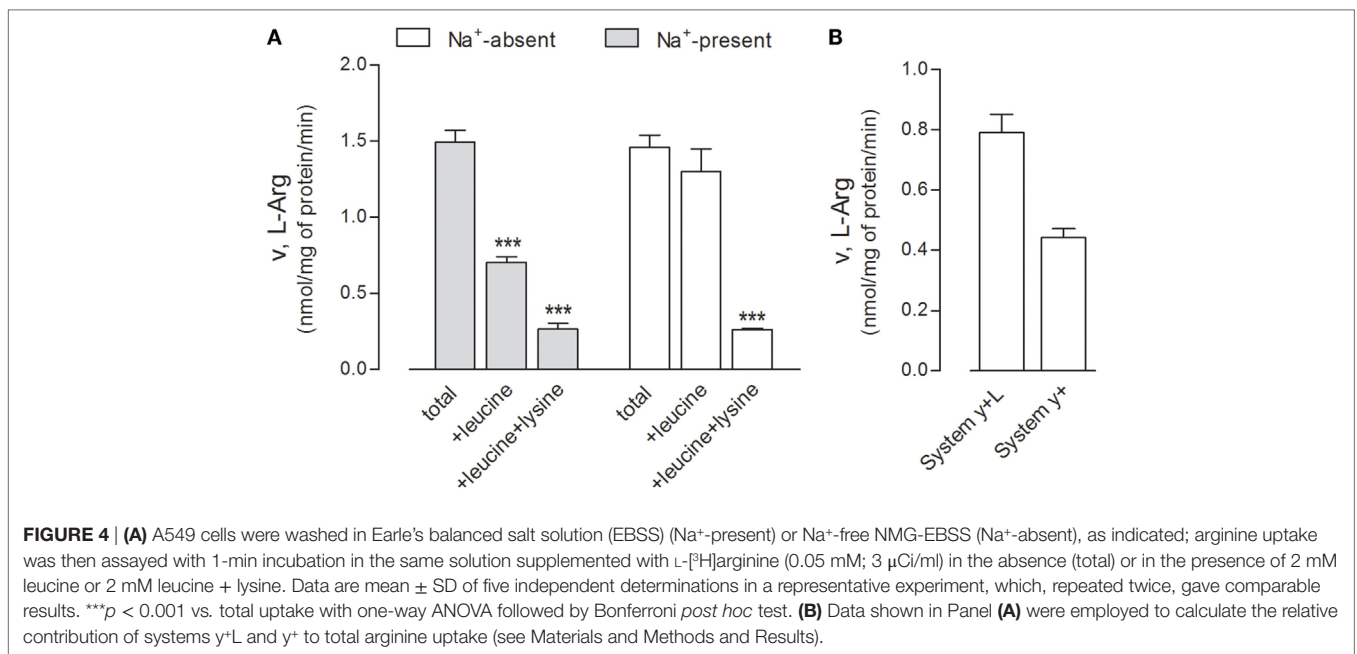 A
Na⁺-absent
Na⁺-present
B
2.0
1.5
1.0
0.5
0.0
v, L-Arg
(nmol/mg of protein/min)
***
***
***
total
+leucine
+leucine+lysine
total
+leucine
+leucine+lysine
1.0
0.8
0.6
0.4
0.2
0.0
v, L-Arg
(nmol/mg of protein/min)
System y+L
System y+
FIGURE 4 | (A) A549 cells were washed in Earle's balanced salt solution (EBSS) (Na⁺-present) or Na⁺-free NMG-EBSS (Na⁺-absent), as indicated; arginine uptake
was then assayed with 1-min incubation in the same solution supplemented with L-[³H]arginine (0.05 mM; 3 μCi/ml) in the absence (total) or in the presence of 2 mM
leucine or 2 mM leucine + lysine. Data are mean ± SD of five independent determinations in a representative experiment, which, repeated twice, gave comparable
results. ***p < 0.001 vs. total uptake with one-way ANOVA followed by Bonferroni post hoc test. (B) Data shown in Panel (A) were employed to calculate the relative
contribution of systems y⁺L and y⁺ to total arginine uptake (see Materials and Methods and Results).